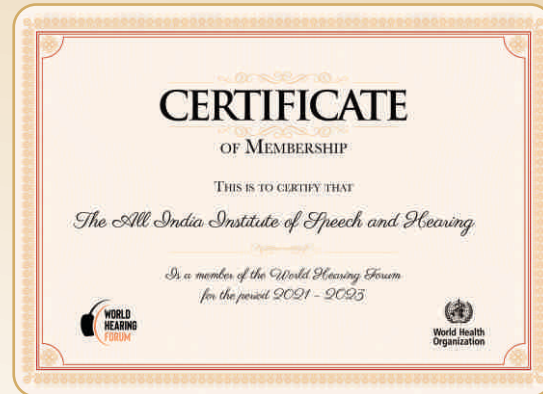 CERTIFICATE
OF MEMBERSHIP
THIS IS TO CERTIFY THAT
The All India Institute of Speech and Hearing
Is a member of the World Hearing Forum
for the period 2021 – 2023
WORLD
HEARING
FORUM
World Health
Organization